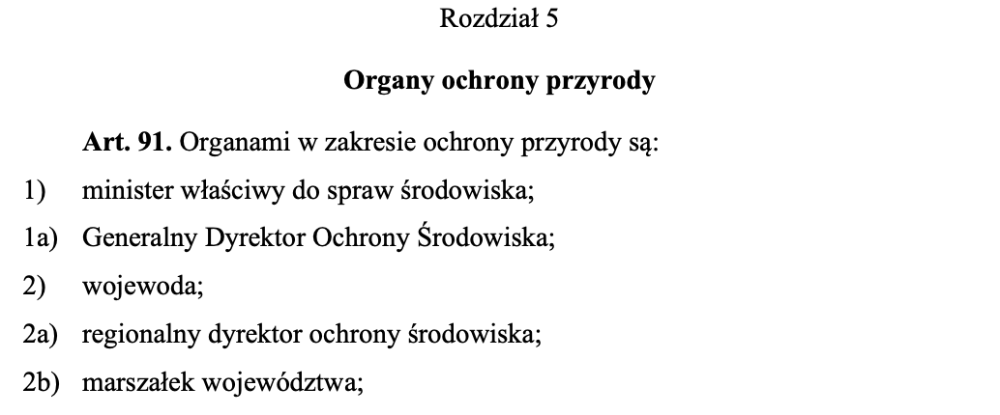 Rozdział 5
Organy ochrony przyrody
Art. 91. Organami w zakresie ochrony przyrody są:
1) minister właściwy do spraw środowiska;
1a) Generalny Dyrektor Ochrony Środowiska;
2) wojewoda;
2a) regionalny dyrektor ochrony środowiska;
2b) marszałek województwa;